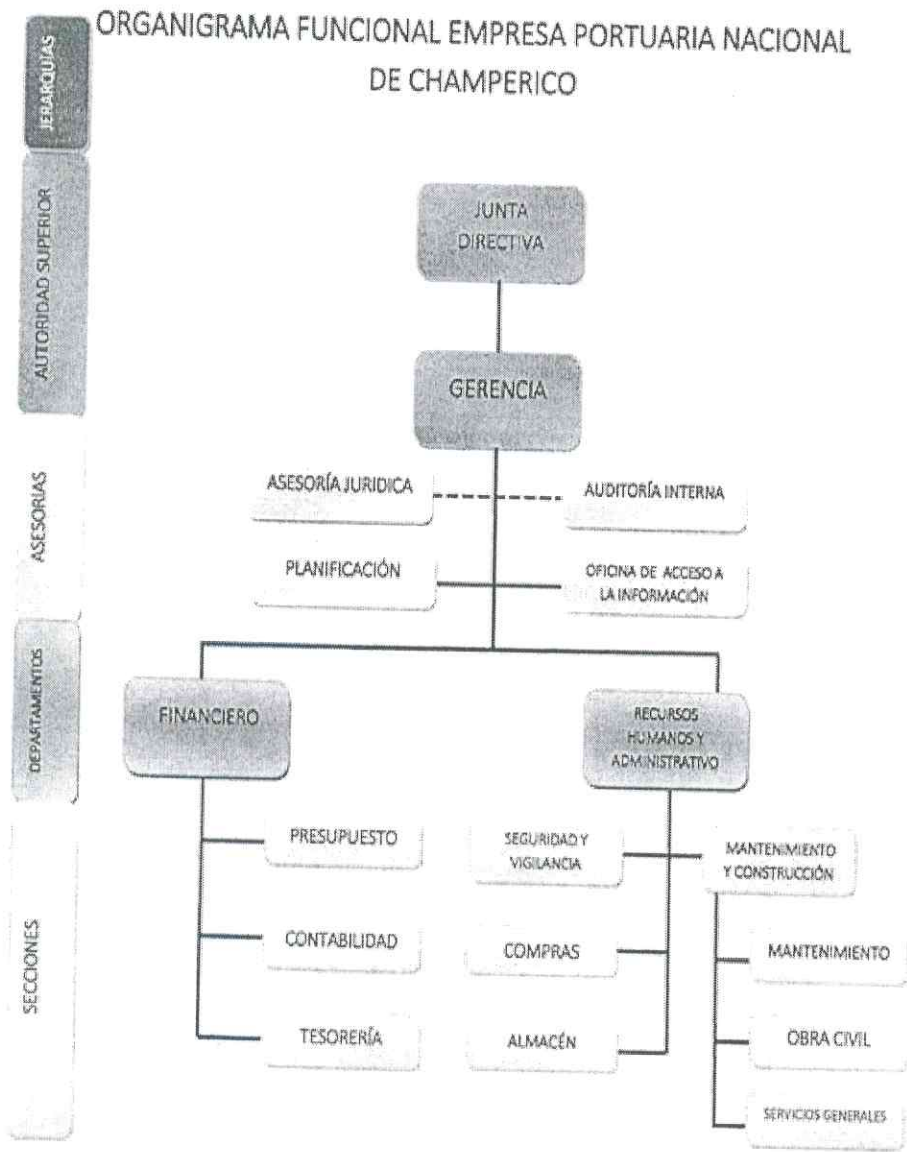 ORGANIGRAMA FUNCIONAL EMPRESA PORTUARIA NACIONAL
DE CHAMPERICO
JERARQUÍAS
AUTORIDAD SUPERIOR
JUNTA
DIRECTIVA
GERENCIA
ASESORIAS
ASESORÍA JURIDICA
AUDITORÍA INTERNA
PLANIFICACIÓN
OFICINA DE ACCESO A
LA INFORMACIÓN
DEPARTAMENTOS
FINANCIERO
RECURSOS
HUMANOS Y
ADMINISTRATIVO
SECCIONES
PRESUPUESTO
SEGURIDAD Y
VIGILANCIA
MANTENIMIENTO
Y CONSTRUCCIÓN
CONTABILIDAD
COMPRAS
MANTENIMIENTO
TESORERÍA
ALMACÉN
OBRA CIVIL
SERVICIOS GENERALES